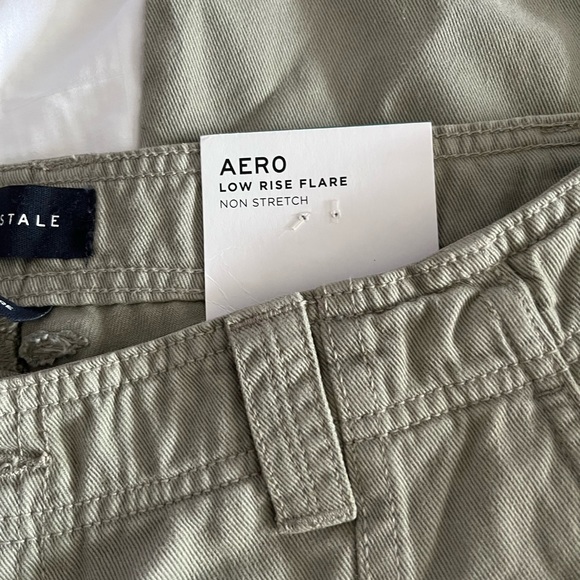 AERO
LOW RISE FLARE
NON STRETCH
STALE